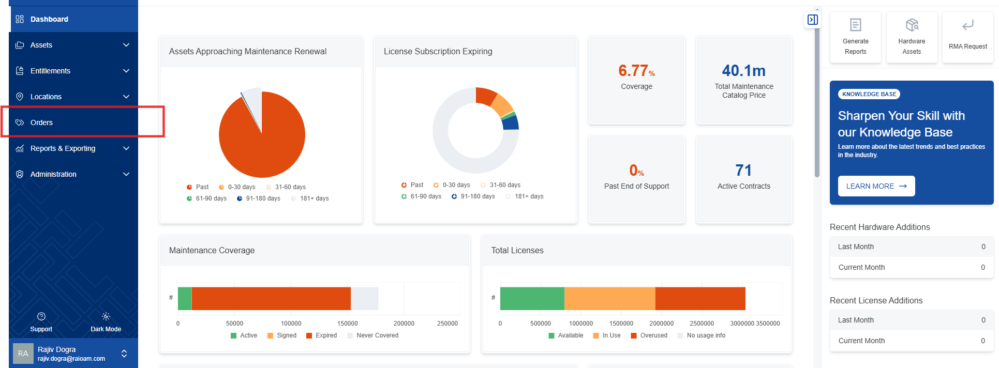 Dashboard
Assets
Entitlements
Locations
Orders
Reports & Exporting
Administration
Support
Dark Mode
RA
Rajiv Dogra
rajiv.dogra@raioam.com
Assets Approaching Maintenance Renewal
Past 0-30 days 31-60 days
61-90 days 91-180 days 181+ days
License Subscription Expiring
Past 0-30 days 31-60 days
61-90 days 91-180 days 181+ days
6.77%
Coverage
40.1m
Total Maintenance
Catalog Price
0%
Past End of Support
71
Active Contracts
Maintenance Coverage
#
0 50000 100000 150000 200000 250000
Active Signed Expired Never Covered
Total Licenses
#
0 500000 1000000 1500000 2000000 2500000 3000000 3500000
Available In Use Overused No usage info
Generate
Reports
Hardware
Assets
RMA Request
KNOWLEDGE BASE
Sharpen Your Skill with
our Knowledge Base
Learn more about the latest trends and best practices
in the industry.
LEARN MORE
Recent Hardware Additions
Last Month 0
Current Month 0
Recent License Additions
Last Month 0
Current Month 0